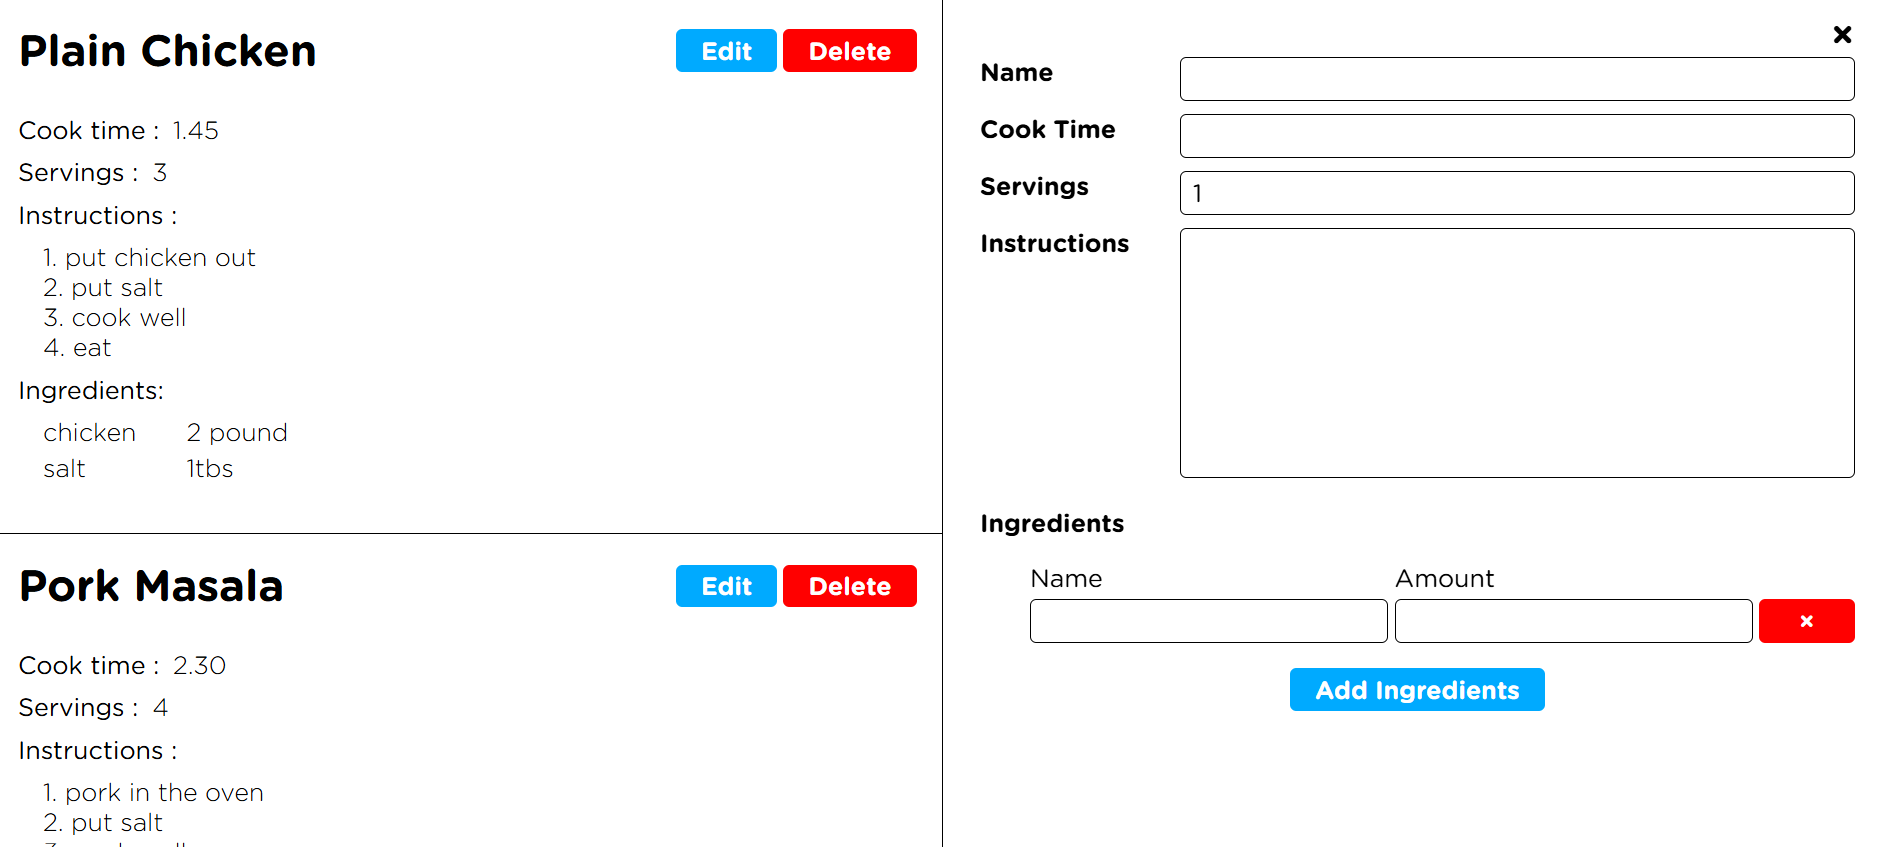 Plain Chicken
Edit Delete
Cook time : 1.45
Servings : 3
Instructions :
1. put chicken out
2. put salt
3. cook well
4. eat
Ingredients:
chicken 2 pound
salt 1tbs
Pork Masala
Edit Delete
Cook time : 2.30
Servings : 4
Instructions :
1. pork in the oven
2. put salt
×
Name
Cook Time
Servings 1
Instructions
Ingredients
Name Amount
×
Add Ingredients